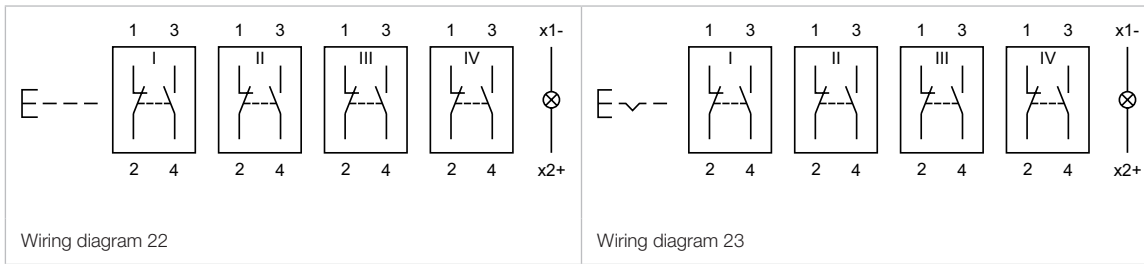 1 3 1 3 1 3 1 3 x1-
I II III IV
2 4 2 4 2 4 2 4 x2+
Wiring diagram 22
1 3 1 3 1 3 1 3 x1-
I II III IV
2 4 2 4 2 4 2 4 x2+
Wiring diagram 23